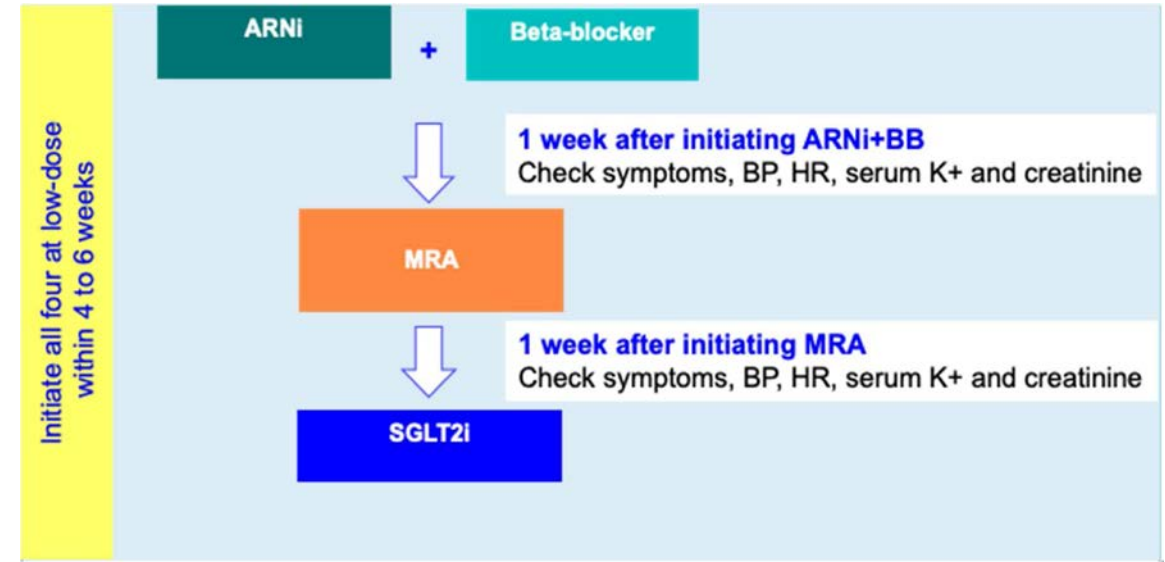 Initiate all four at low-dose
within 4 to 6 weeks
ARNi
+
Beta-blocker
1 week after initiating ARNi+BB
Check symptoms, BP, HR, serum K+ and creatinine
MRA
1 week after initiating MRA
Check symptoms, BP, HR, serum K+ and creatinine
SGLT2i